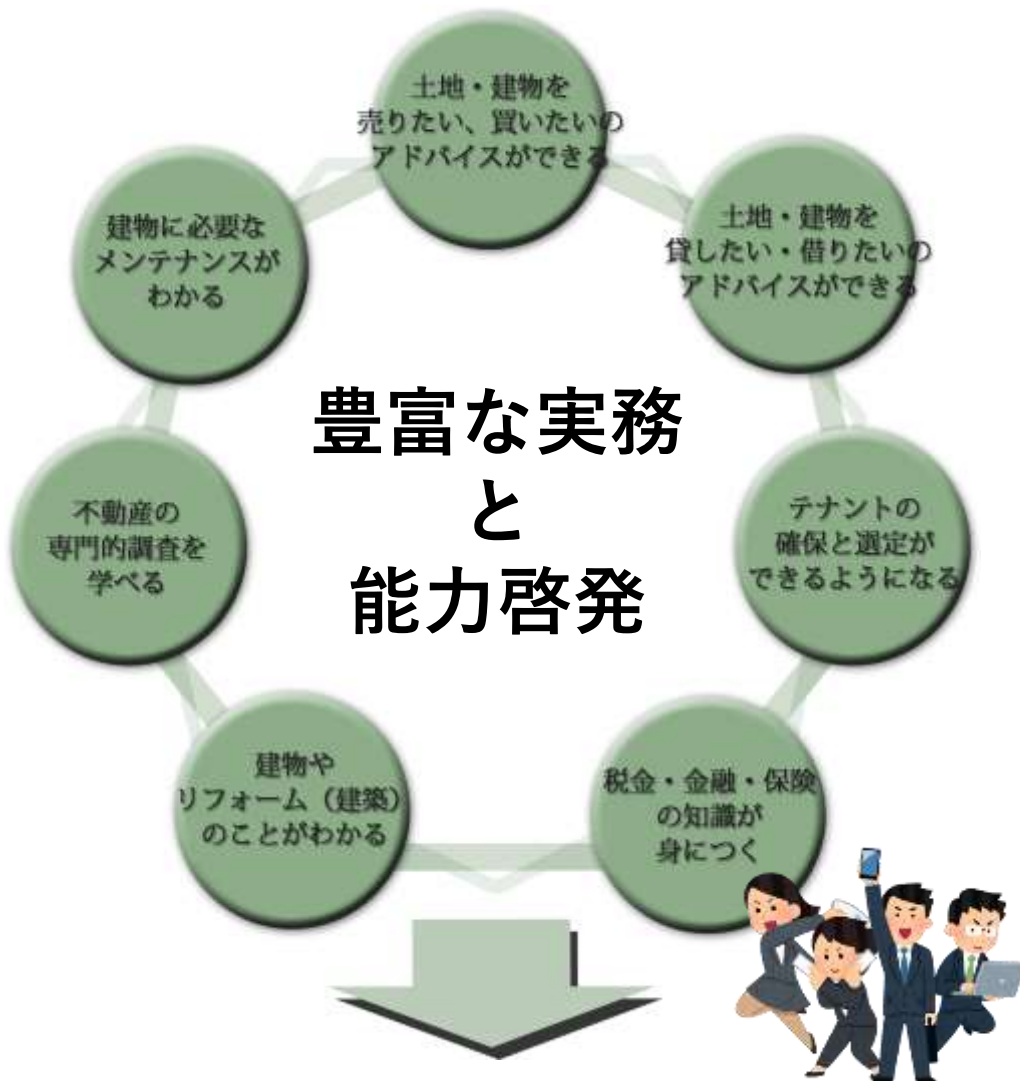 土地・建物を
売りたい、買いたいの
アドバイスができる
土地・建物を
貸したい・借りたいの
アドバイスができる
テナントの
確保と選定が
できるようになる
税金・金融・保険
の知識が
身につく
建物や
リフォーム（建築）
のことがわかる
不動産の
専門的調査を
学べる
建物に必要な
メンテナンスが
わかる
豊富な実務
と
能力啓発